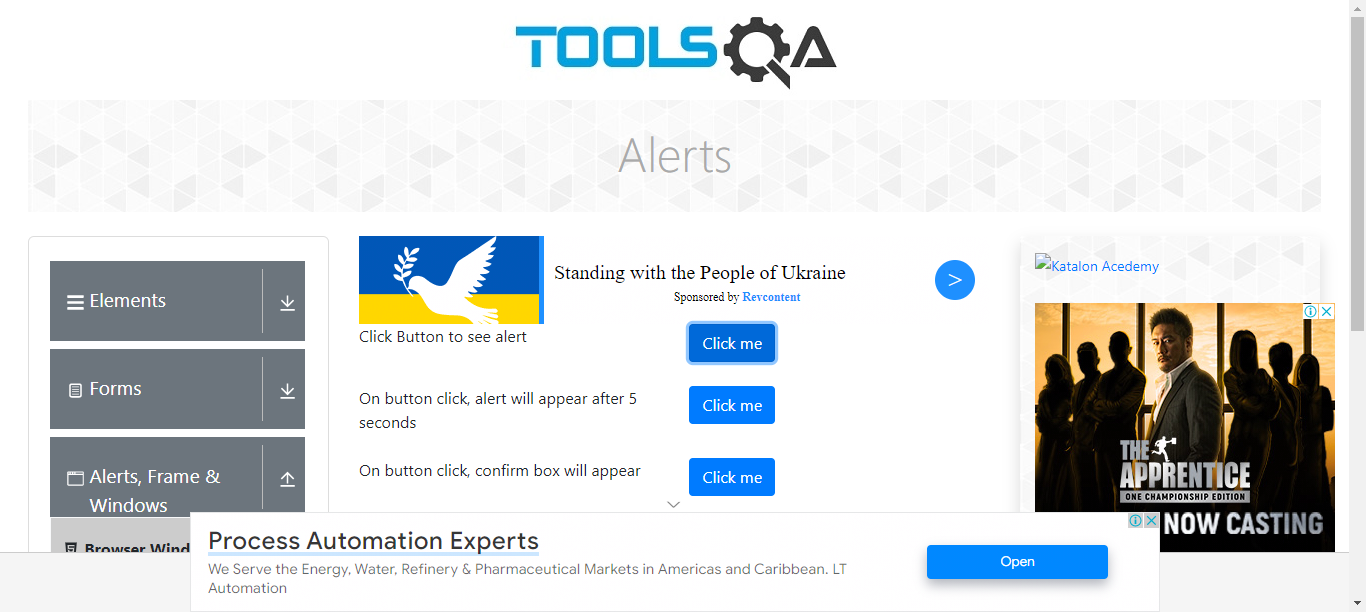 TOOLSQA
Alerts
Elements
Forms
Alerts, Frame &
Windows
Browser Wind
Standing with the People of Ukraine
Sponsored by Revcontent
>
Click Button to see alert
Click me
On button click, alert will appear after 5
seconds
Click me
On button click, confirm box will appear
Click me
Katalon Acedemy
THE
APPRENTICE
ONE CHAMPIONSHIP EDITION
NOW CASTING
Process Automation Experts
We Serve the Energy, Water, Refinery & Pharmaceutical Markets in Americas and Caribbean. LT
Automation
Open